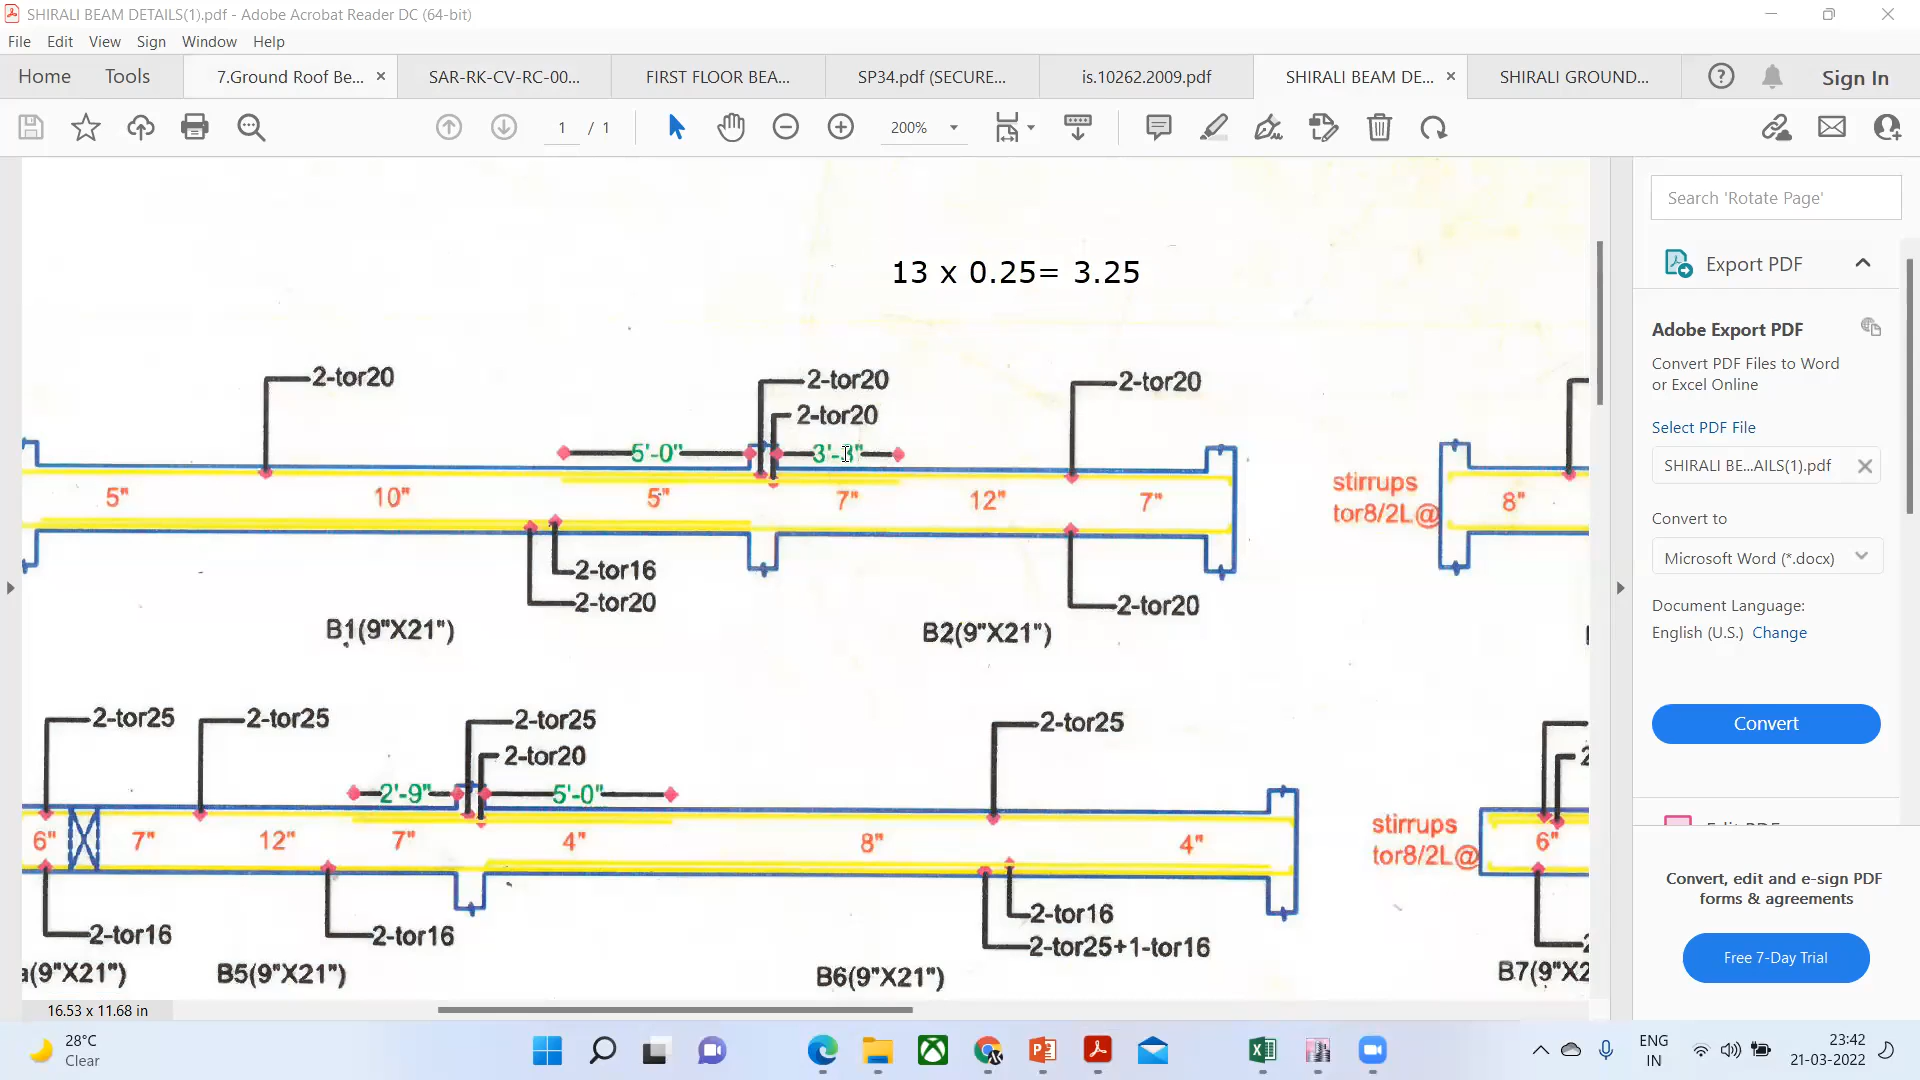 SHIRALI BEAM DETAILS(1).pdf - Adobe Acrobat Reader DC (64-bit)
File Edit View Sign Window Help
Home Tools 7.Ground Roof Be... SAR-RK-CV-RC-00... FIRST FLOOR BEA... SP34.pdf (SECURE... is.10262.2009.pdf SHIRALI BEAM DE... SHIRALI GROUND... Sign In
1 / 1 200%
Search 'Rotate Page'
13 x 0.25= 3.25
Export PDF
Adobe Export PDF
Convert PDF Files to Word
or Excel Online
2-tor20 2-tor20 2-tor20
2-tor20
Select PDF File
5'-0" 3'-3"
SHIRALI BE...AILS(1).pdf
5" 10" 5" 7" 12" 7" stirrups 8"
tor8/2L@
Convert to
Microsoft Word (*.docx)
2-tor16
2-tor20 2-tor20
Document Language:
English (U.S.) Change
B1(9"X21") B2(9"X21")
2-tor25 2-tor25 2-tor25 2-tor25
Convert
2-tor20
2'-9" 5'-0"
6" 7" 12" 7" 4" 8" 4" stirrups 6"
tor8/2L@
Convert, edit and e-sign PDF
forms & agreements
2-tor16 2-tor16 2-tor16
2-tor25+1-tor16
Free 7-Day Trial
a(9"X21") B5(9"X21") B6(9"X21") B7(9"X2
16.53 x 11.68 in
28°C
Clear
ENG
IN
23:42
21-03-2022